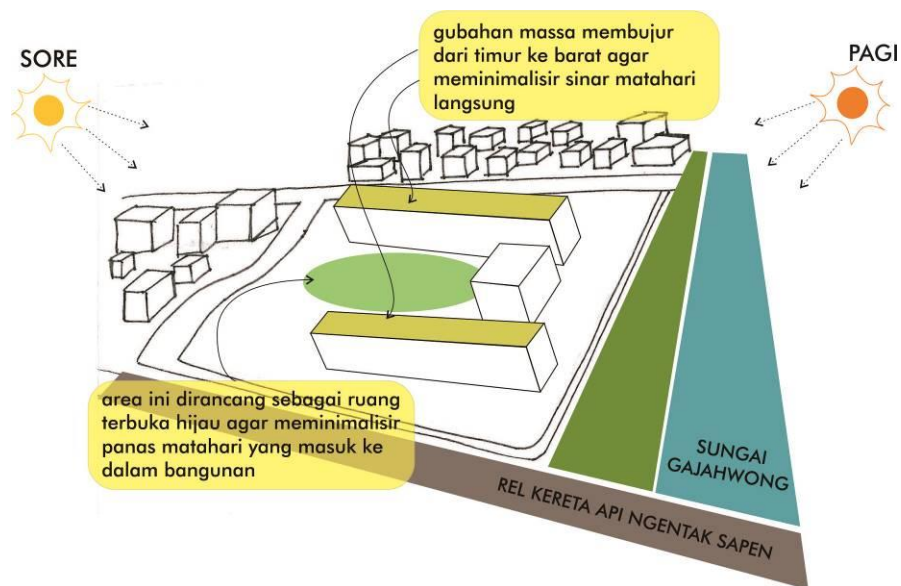 SORE
gubahan massa membujur
dari timur ke barat agar
meminimalisir sinar matahari
langsung
PAGI
area ini dirancang sebagai ruang
terbuka hijau agar meminimalisir
panas matahari yang masuk ke
dalam bangunan
SUNGAI
GAJAHWONG
REL KERETA API NGENTAK SAPEN